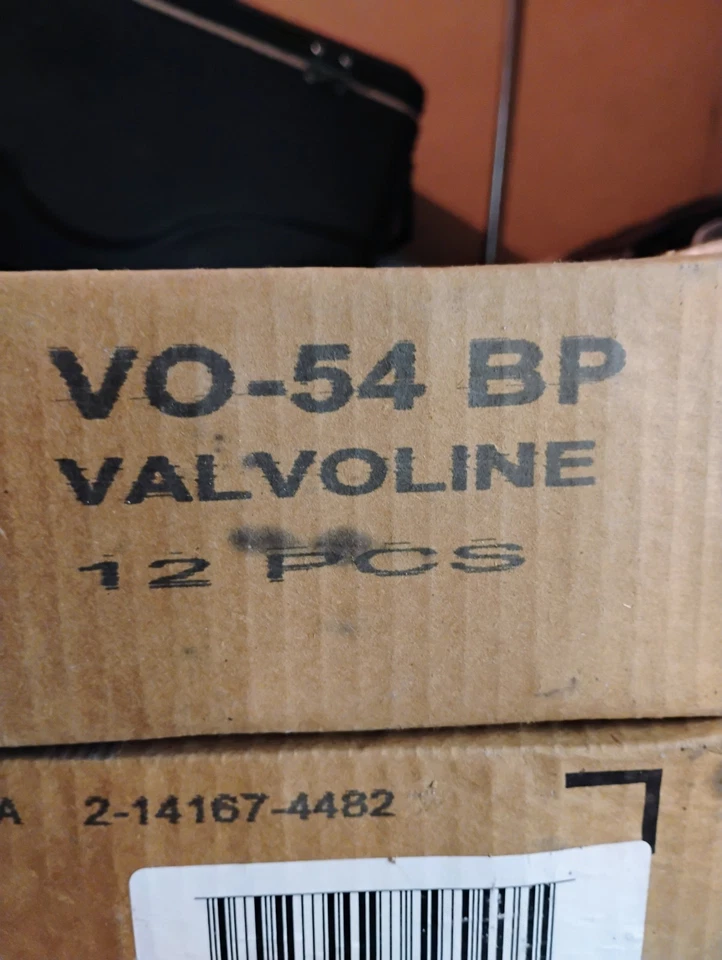 VO-54 BP
VALVOLINE
12 PCS
A 2-14167-4482